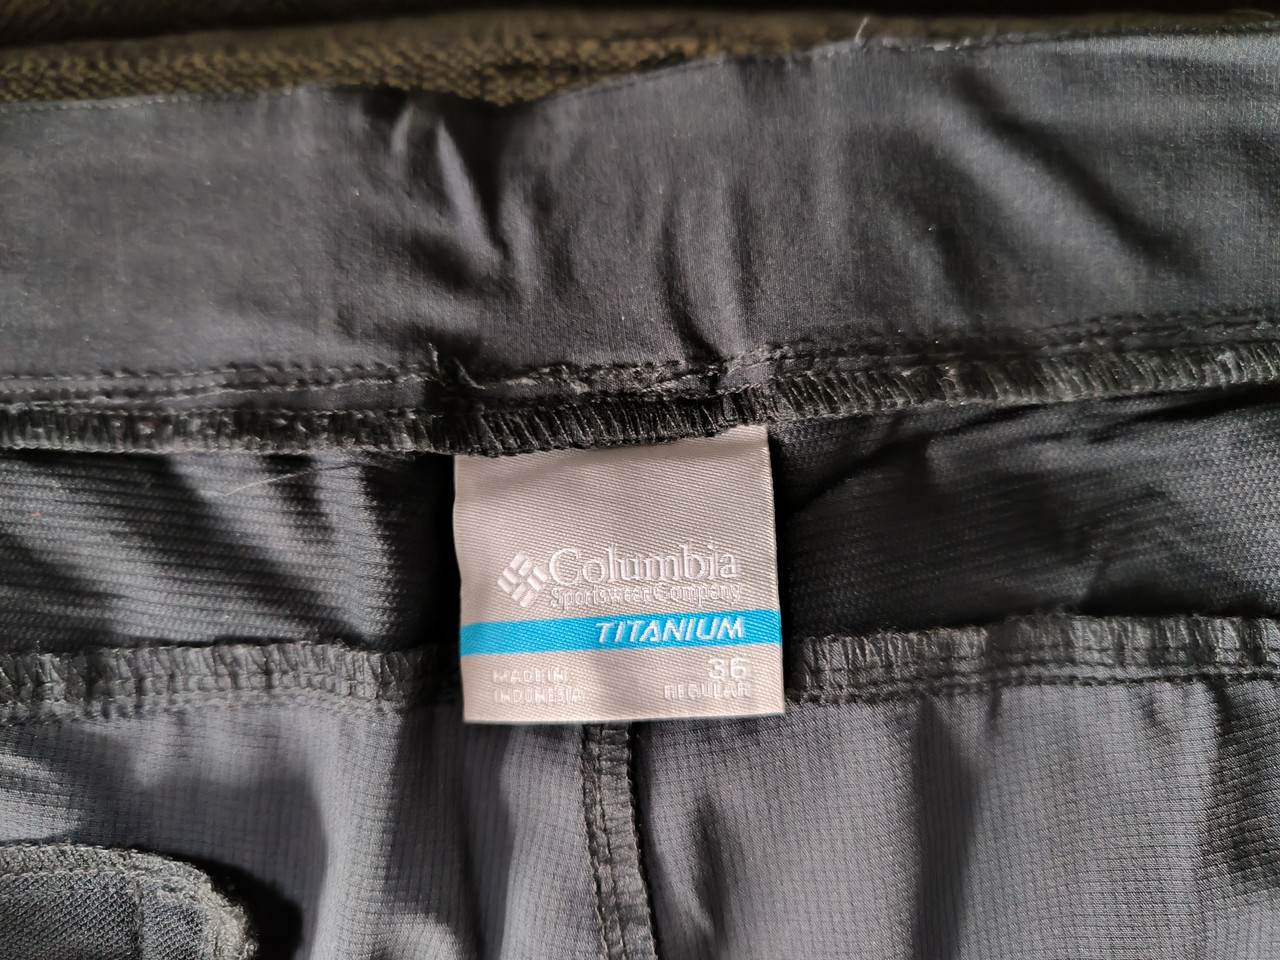 Columbia
Sportswear Company
TITANIUM
36
MADE IN
INDONESIA
REGULAR